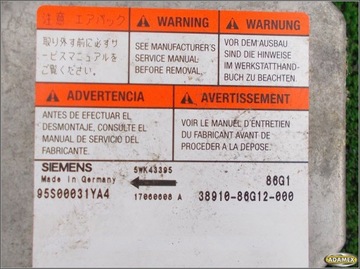 注意 エアバッグ
取り外す前に必ずサ
ービスマニュアルを
ご覧ください。
WARNING
SEE MANUFACTURER'S
SERVICE MANUAL
BEFORE REMOVAL.
WARNUNG
VOR DEM AUSBAU
SIND DIE HINWEISE
IM WERKSTATTHAND-
BUCH ZU BEACHTEN.
ADVERTENCIA
ANTES DE EFECTUAR EL
DESMONTAJE, CONSULTE EL
MANUAL DE SERVICIO DEL
FABRICANTE.
AVERTISSEMENT
VOIR LE MANUEL D'ENTRETIEN
DU FABRICANT AVANT DE
PROCEDER A LA DÉPOSE.
SIEMENS
Made in Germany
95S00031YA4
5WK43395
17060608 A
86G1
38910-86G12-000
ADAMEX